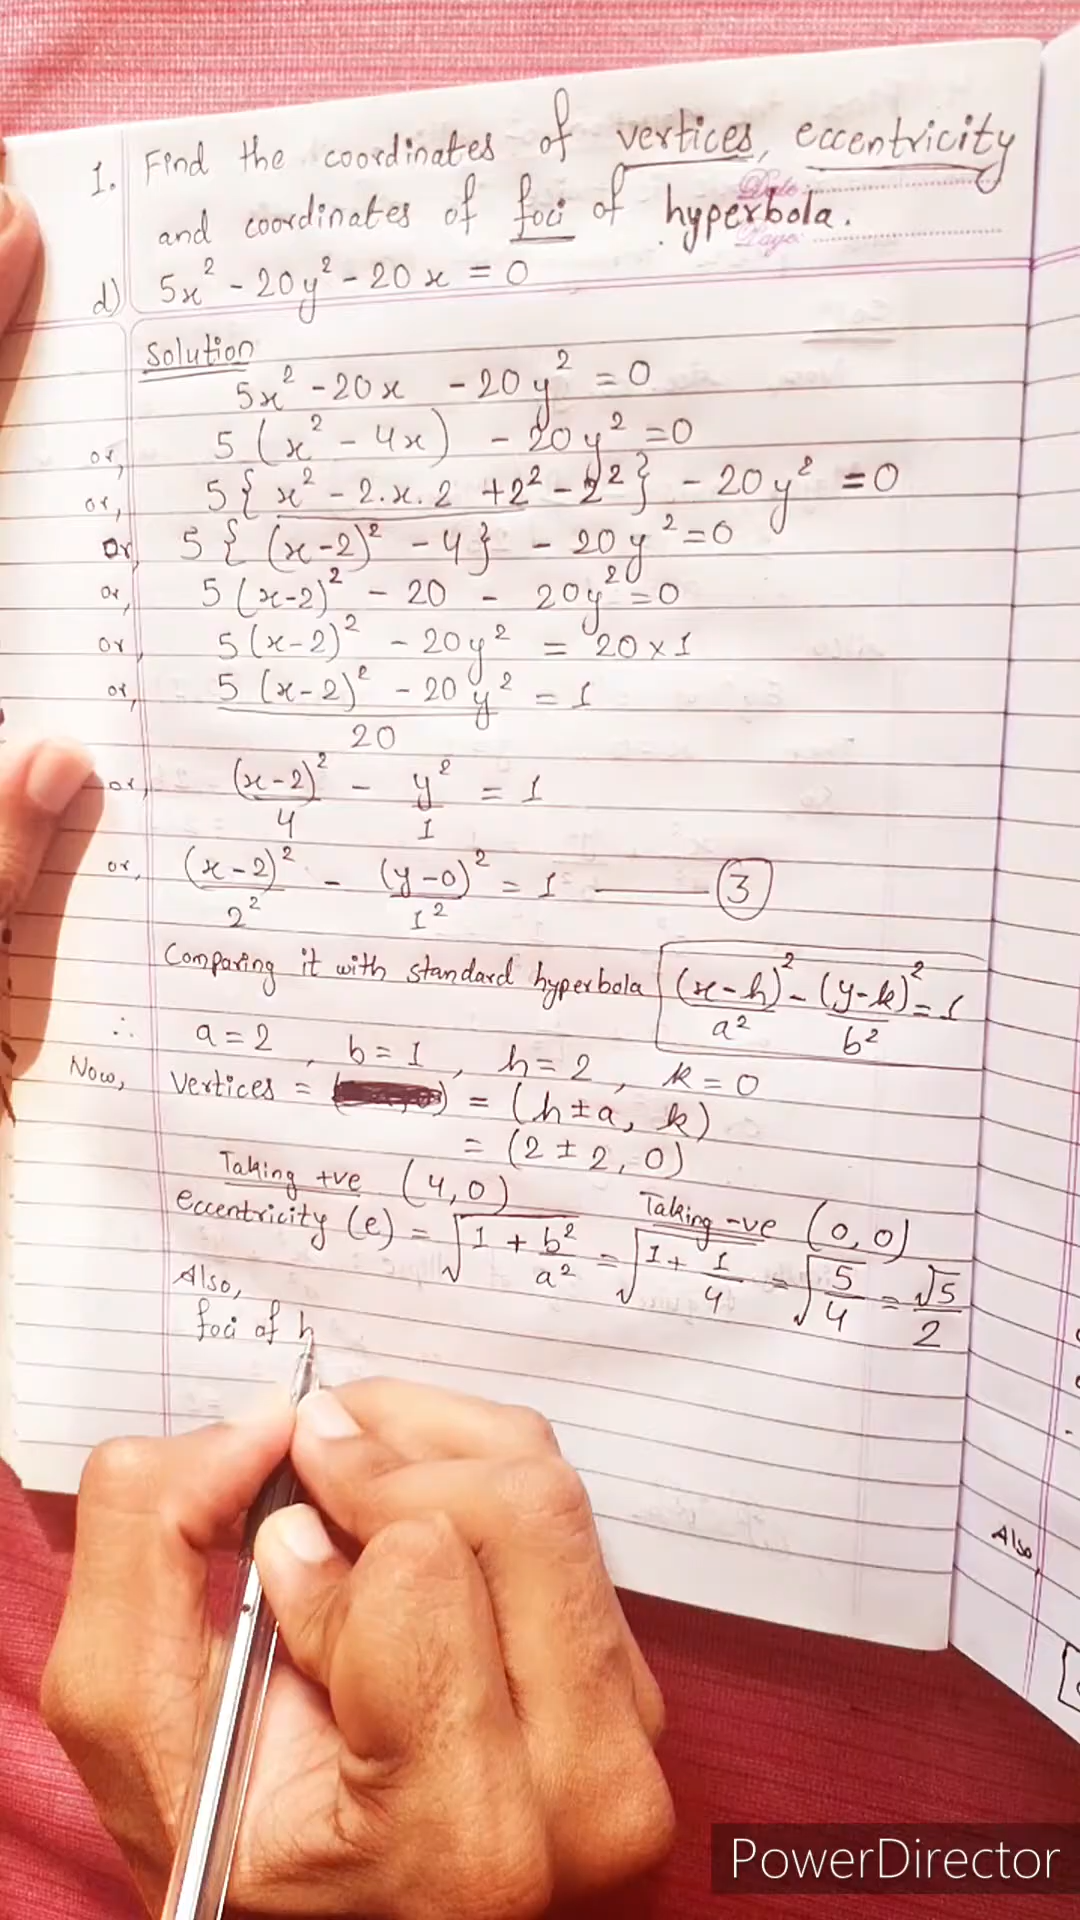 1. Find the coordinates of vertices, eccentricity
Date:
and coordinates of foci of hyperbola.
Page:
d) 5x² - 20y² - 20x = 0
Solution
5x² - 20x - 20y² = 0
or, 5(x² - 4x) - 20y² = 0
or, 5{x² - 2.x.2 + 2² - 2²} - 20y² = 0
or, 5{(x-2)² - 4} - 20y² = 0
or, 5(x-2)² - 20 - 20y² = 0
or, 5(x-2)² - 20y² = 20 x 1
or, (5(x-2)² - 20y²)/20 = 1
or, (x-2)²/4 - y²/1 = 1
or, (x-2)²/2² - (y-0)²/1² = 1 ——— ③
Comparing it with standard hyperbola (x-h)²/a² - (y-k)²/b² = 1
∴ a = 2, b = 1, h = 2, k = 0
Now, vertices = = (h±a, k)
= (2±2, 0)
Taking +ve (4,0) Taking -ve (0,0)
eccentricity (e) = √(1 + b²/a²) = √(1 + 1/4) = √(5/4) = √5/2
Also,
foci of h
Also
PowerDirector